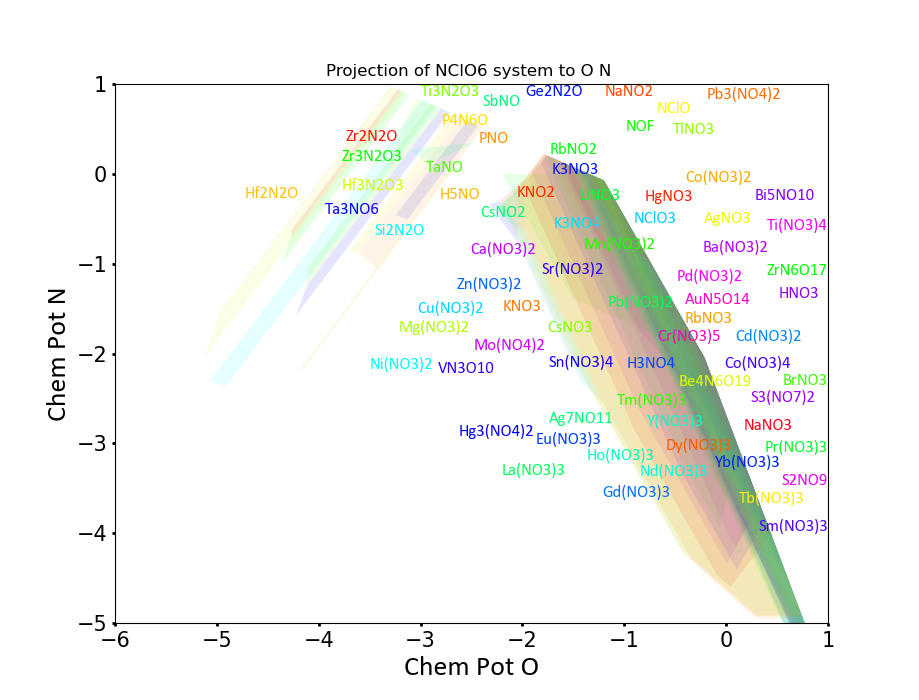 Projection of NClO6 system to O N
Ti3N2O3
Ge2N2O
NaNO2
Pb3(NO4)2
SbNO
NClO
P4N6O
NOF
TlNO3
Zr2N2O
PNO
RbNO2
Zr3N2O3
TaNO
K3NO3
Co(NO3)2
Hf3N2O3
Hf2N2O
H5NO
KNO2
HgNO3
Bi5NO10
Ta3NO6
CsNO2
K3NO4
NClO3
AgNO3
Ti(NO3)4
Si2N2O
Mn(NO3)2
Ba(NO3)2
Ca(NO3)2
Sr(NO3)2
Pd(NO3)2
ZrN6O17
Zn(NO3)2
HNO3
Cu(NO3)2
KNO3
Pb(NO3)2
AuN5O14
RbNO3
Mg(NO3)2
CsNO3
Cr(NO3)5
Cd(NO3)2
Mo(NO4)2
Ni(NO3)2
VN3O10
Sn(NO3)4
H3NO4
Co(NO3)4
Be4N6O19
BrNO3
Tm(NO3)3
S3(NO7)2
Ag7NO11
Y(NO3)3
NaNO3
Hg3(NO4)2
Eu(NO3)3
Dy(NO3)3
Pr(NO3)3
Ho(NO3)3
Yb(NO3)3
La(NO3)3
Nd(NO3)3
S2NO9
Gd(NO3)3
Tb(NO3)3
Sm(NO3)3
1
0
−1
−2
−3
−4
−5
Chem Pot N
−6 −5 −4 −3 −2 −1 0 1
Chem Pot O